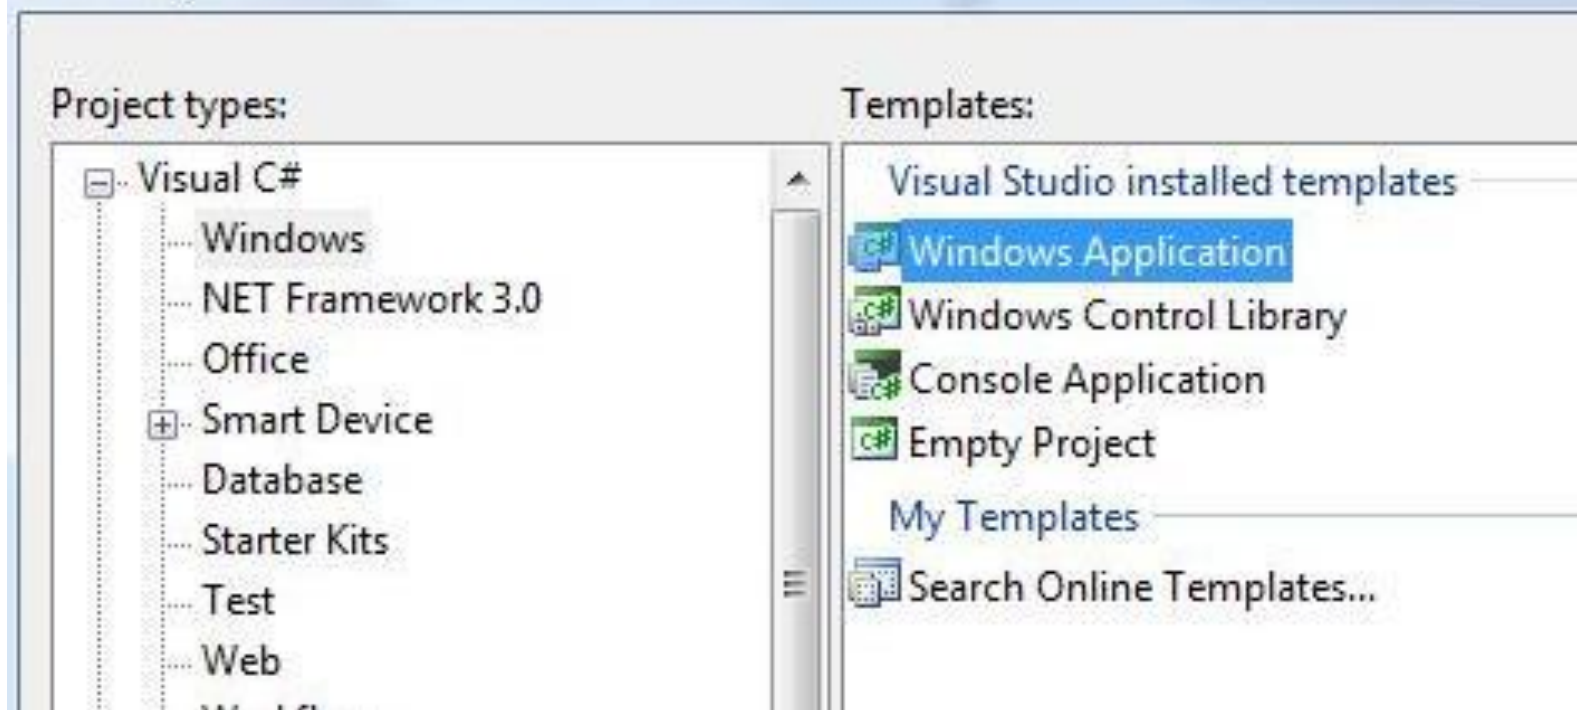 Project types:
Visual C#
Windows
NET Framework 3.0
Office
Smart Device
Database
Starter Kits
Test
Web
Templates:
Visual Studio installed templates
Windows Application
Windows Control Library
Console Application
Empty Project
My Templates
Search Online Templates...